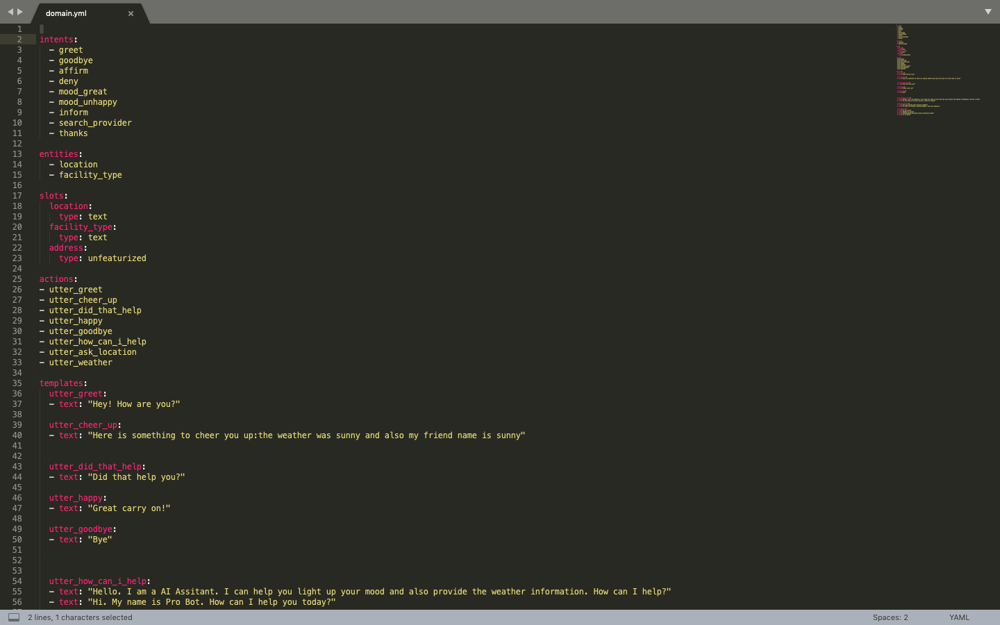 domain.yml ×
1
2 intents:
3 - greet
4 - goodbye
5 - affirm
6 - deny
7 - mood_great
8 - mood_unhappy
9 - inform
10 - search_provider
11 - thanks
12
13 entities:
14 - location
15 - facility_type
16
17 slots:
18 location:
19 type: text
20 facility_type:
21 type: text
22 address:
23 type: unfeaturized
24
25 actions:
26 - utter_greet
27 - utter_cheer_up
28 - utter_did_that_help
29 - utter_happy
30 - utter_goodbye
31 - utter_how_can_i_help
32 - utter_ask_location
33 - utter_weather
34
35 templates:
36 utter_greet:
37 - text: "Hey! How are you?"
38
39 utter_cheer_up:
40 - text: "Here is something to cheer you up:the weather was sunny and also my friend name is sunny"
41
42
43 utter_did_that_help:
44 - text: "Did that help you?"
45
46 utter_happy:
47 - text: "Great carry on!"
48
49 utter_goodbye:
50 - text: "Bye"
51
52
53
54 utter_how_can_i_help:
55 - text: "Hello. I am a AI Assitant. I can help you light up your mood and also provide the weather information. How can I help?"
56 - text: "Hi. My name is Pro Bot. How can I help you today?"
2 lines, 1 characters selected Spaces: 2 YAML